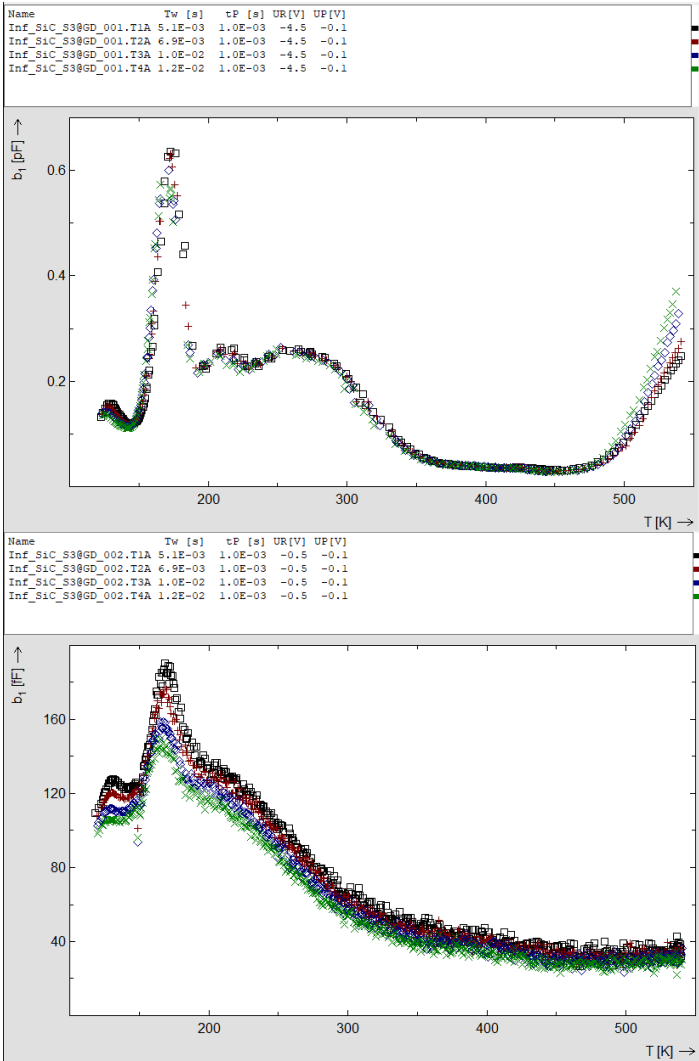 Name Tw [s] tP [s] UR[V] UP[V]
Inf_SiC_S3@GD_001.T1A 5.1E-03 1.0E-03 -4.5 -0.1
Inf_SiC_S3@GD_001.T2A 6.9E-03 1.0E-03 -4.5 -0.1
Inf_SiC_S3@GD_001.T3A 1.0E-02 1.0E-03 -4.5 -0.1
Inf_SiC_S3@GD_001.T4A 1.2E-02 1.0E-03 -4.5 -0.1
b₁ [pF] →
0.6
0.4
0.2
200 300 400 500
T [K] →
Name Tw [s] tP [s] UR[V] UP[V]
Inf_SiC_S3@GD_002.T1A 5.1E-03 1.0E-03 -0.5 -0.1
Inf_SiC_S3@GD_002.T2A 6.9E-03 1.0E-03 -0.5 -0.1
Inf_SiC_S3@GD_002.T3A 1.0E-02 1.0E-03 -0.5 -0.1
Inf_SiC_S3@GD_002.T4A 1.2E-02 1.0E-03 -0.5 -0.1
b₁ [fF] →
160
120
80
40
200 300 400 500
T [K] →